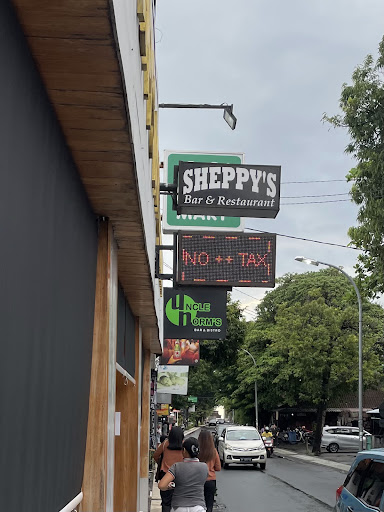 SHEPPY'S
Bar & Restaurant
MART
NO ++ TAX
UNCLE
NORM'S
BAR & BISTRO